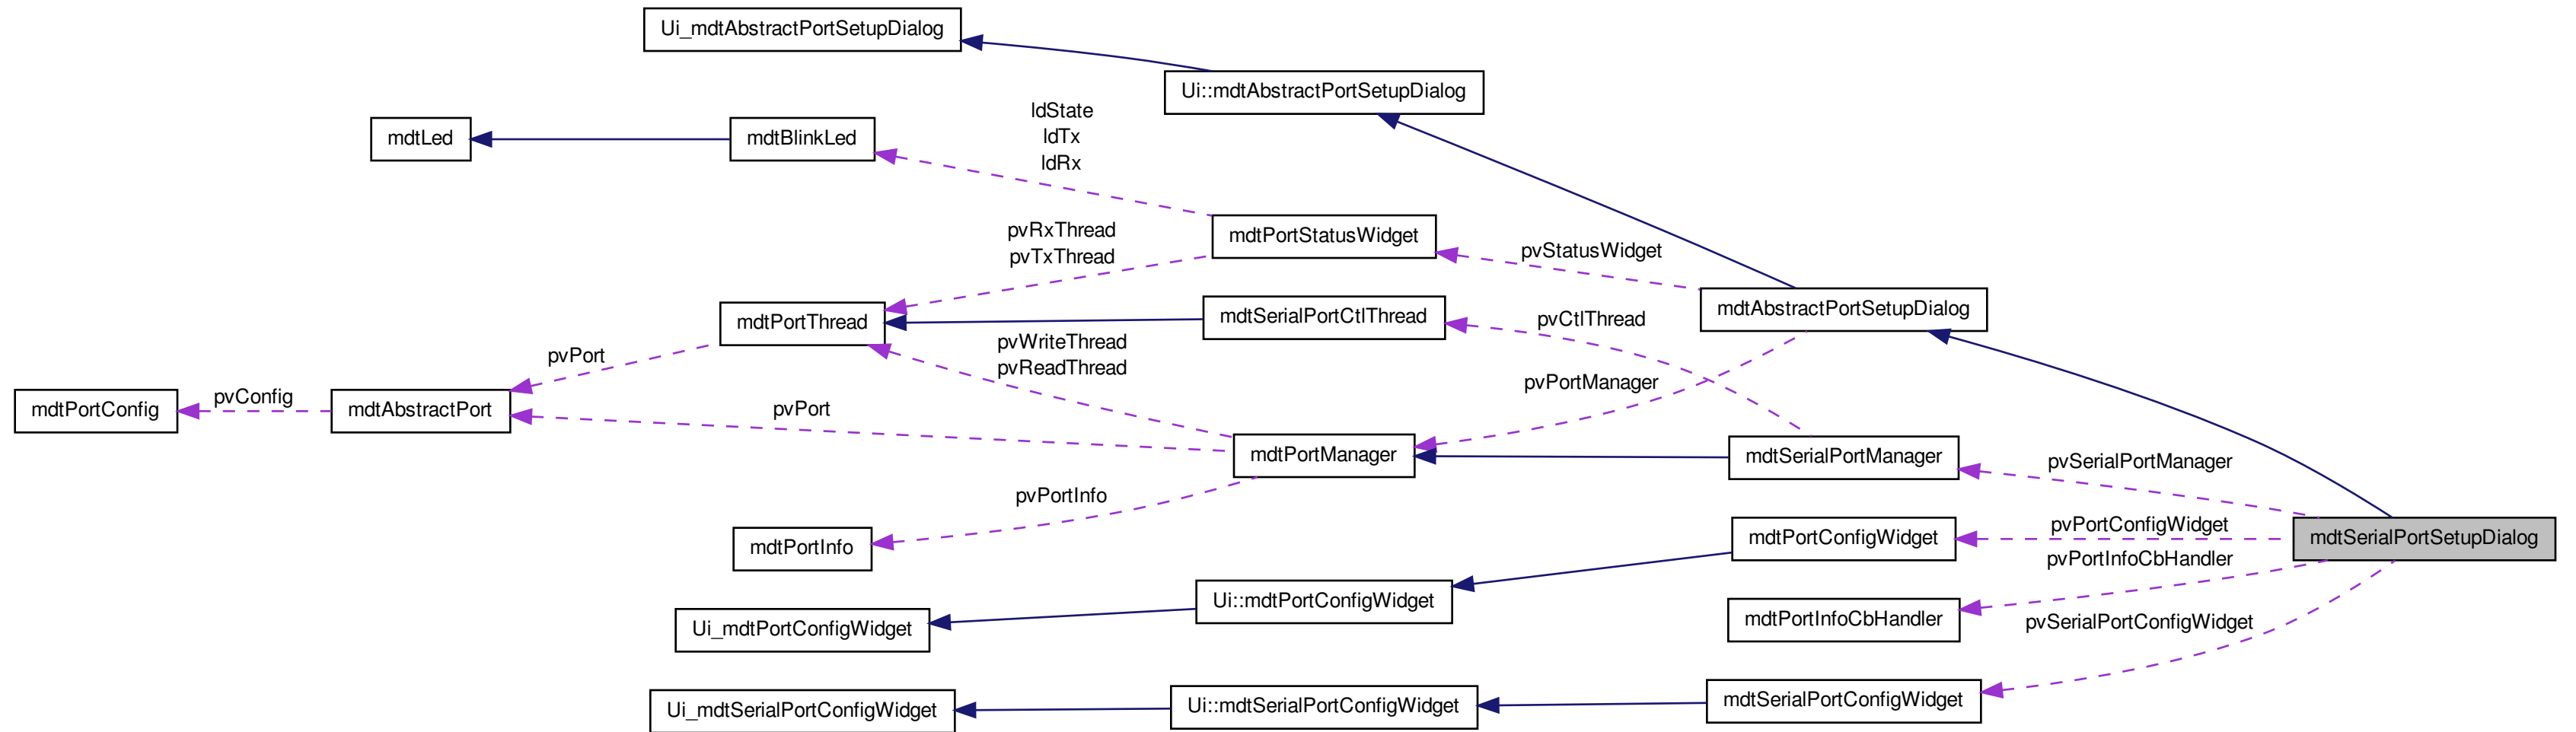 Ui_mdtAbstractPortSetupDialog
Ui::mdtAbstractPortSetupDialog
ldState
ldTx
ldRx
mdtLed
mdtBlinkLed
pvRxThread
pvTxThread
mdtPortStatusWidget
pvStatusWidget
mdtPortThread
mdtSerialPortCtlThread
pvCtlThread
mdtAbstractPortSetupDialog
pvWriteThread
pvReadThread
pvPort
pvPortManager
mdtPortConfig
pvConfig
mdtAbstractPort
pvPort
mdtPortManager
mdtSerialPortManager
pvSerialPortManager
pvPortInfo
mdtPortInfo
mdtPortConfigWidget
pvPortConfigWidget
mdtSerialPortSetupDialog
pvPortInfoCbHandler
Ui_mdtPortConfigWidget
Ui::mdtPortConfigWidget
mdtPortInfoCbHandler
pvSerialPortConfigWidget
Ui_mdtSerialPortConfigWidget
Ui::mdtSerialPortConfigWidget
mdtSerialPortConfigWidget